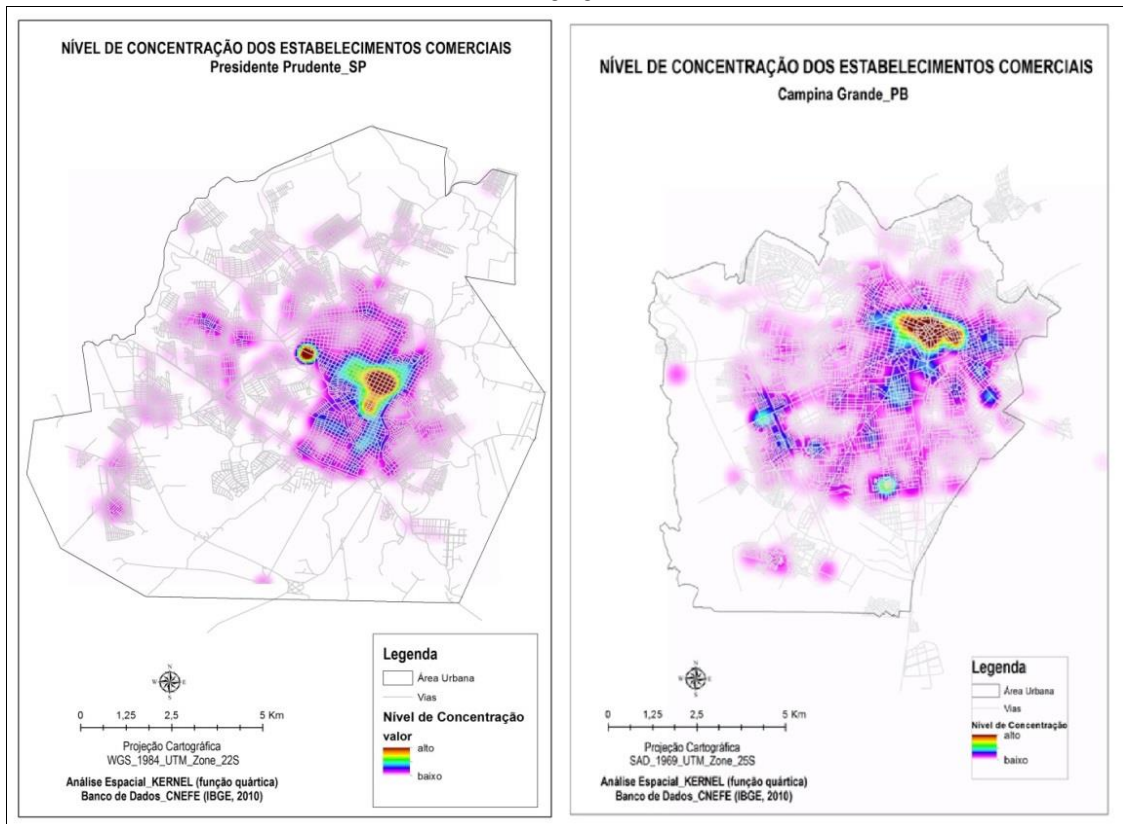 NÍVEL DE CONCENTRAÇÃO DOS ESTABELECIMENTOS COMERCIAIS
Presidente Prudente_SP
N
W
E
S
0 1,25 2,5 5 Km
Projeção Cartográfica
WGS_1984_UTM_Zone_22S
Análise Espacial_KERNEL (função quártica)
Banco de Dados_CNEFE (IBGE, 2010)
Legenda
Área Urbana
Vias
Nível de Concentração
valor
alto
baixo
NÍVEL DE CONCENTRAÇÃO DOS ESTABELECIMENTOS COMERCIAIS
Campina Grande_PB
N
W
E
S
0 1,25 2,5 5 Km
Projeção Cartográfica
SAD_1969_UTM_Zone_25S
Análise Espacial_KERNEL (função quártica)
Banco de Dados_CNEFE (IBGE, 2010)
Legenda
Área Urbana
Vias
Nível de Concentração
alto
baixo